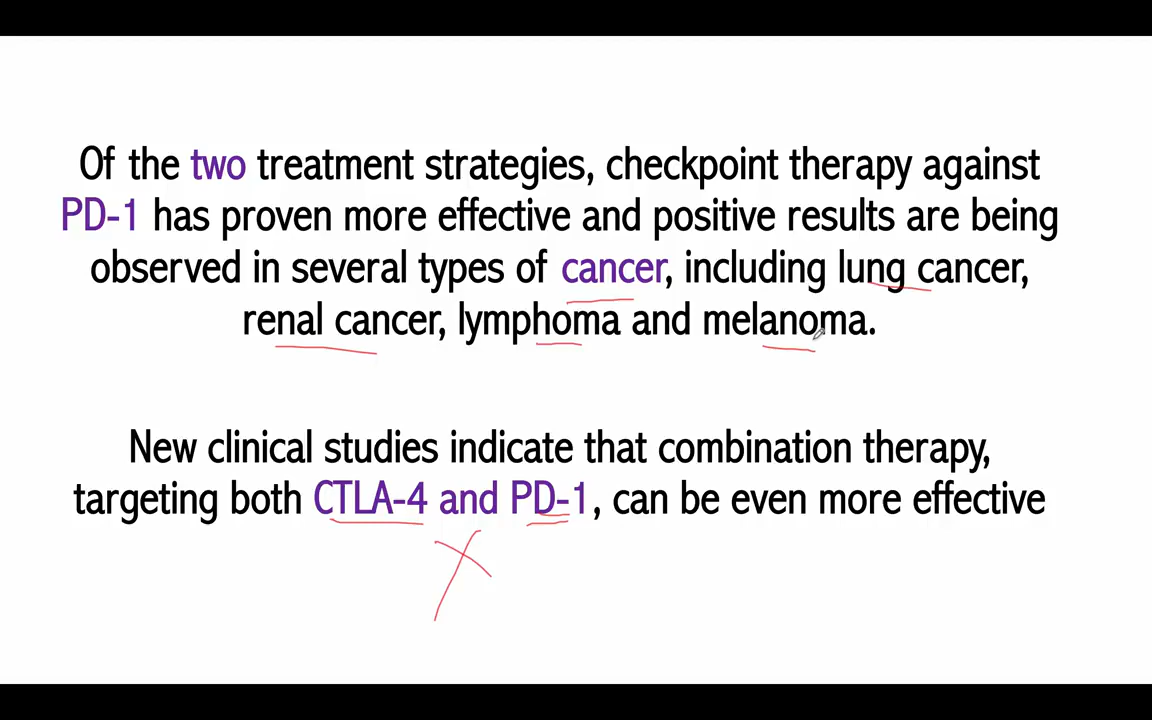 Of the two treatment strategies, checkpoint therapy against
PD-1 has proven more effective and positive results are being
observed in several types of cancer, including lung cancer,
renal cancer, lymphoma and melanoma.
New clinical studies indicate that combination therapy,
targeting both CTLA-4 and PD-1, can be even more effective